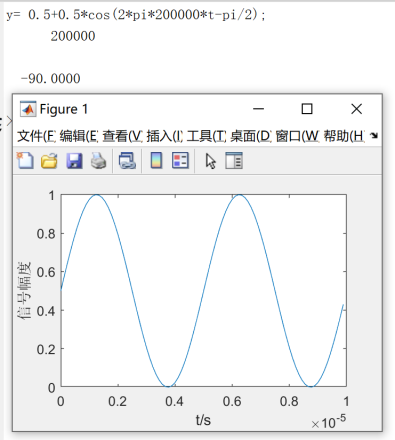 y= 0.5+0.5*cos(2*pi*200000*t-pi/2);
200000
-90.0000
Figure 1
文件(F 编辑(E 查看(V 插入(I 工具(T 桌面(D 窗口(W 帮助(H
1
0.8
0.6
0.4
0.2
0
信号幅度
0 0.2 0.4 0.6 0.8 1
t/s
×10⁻⁵